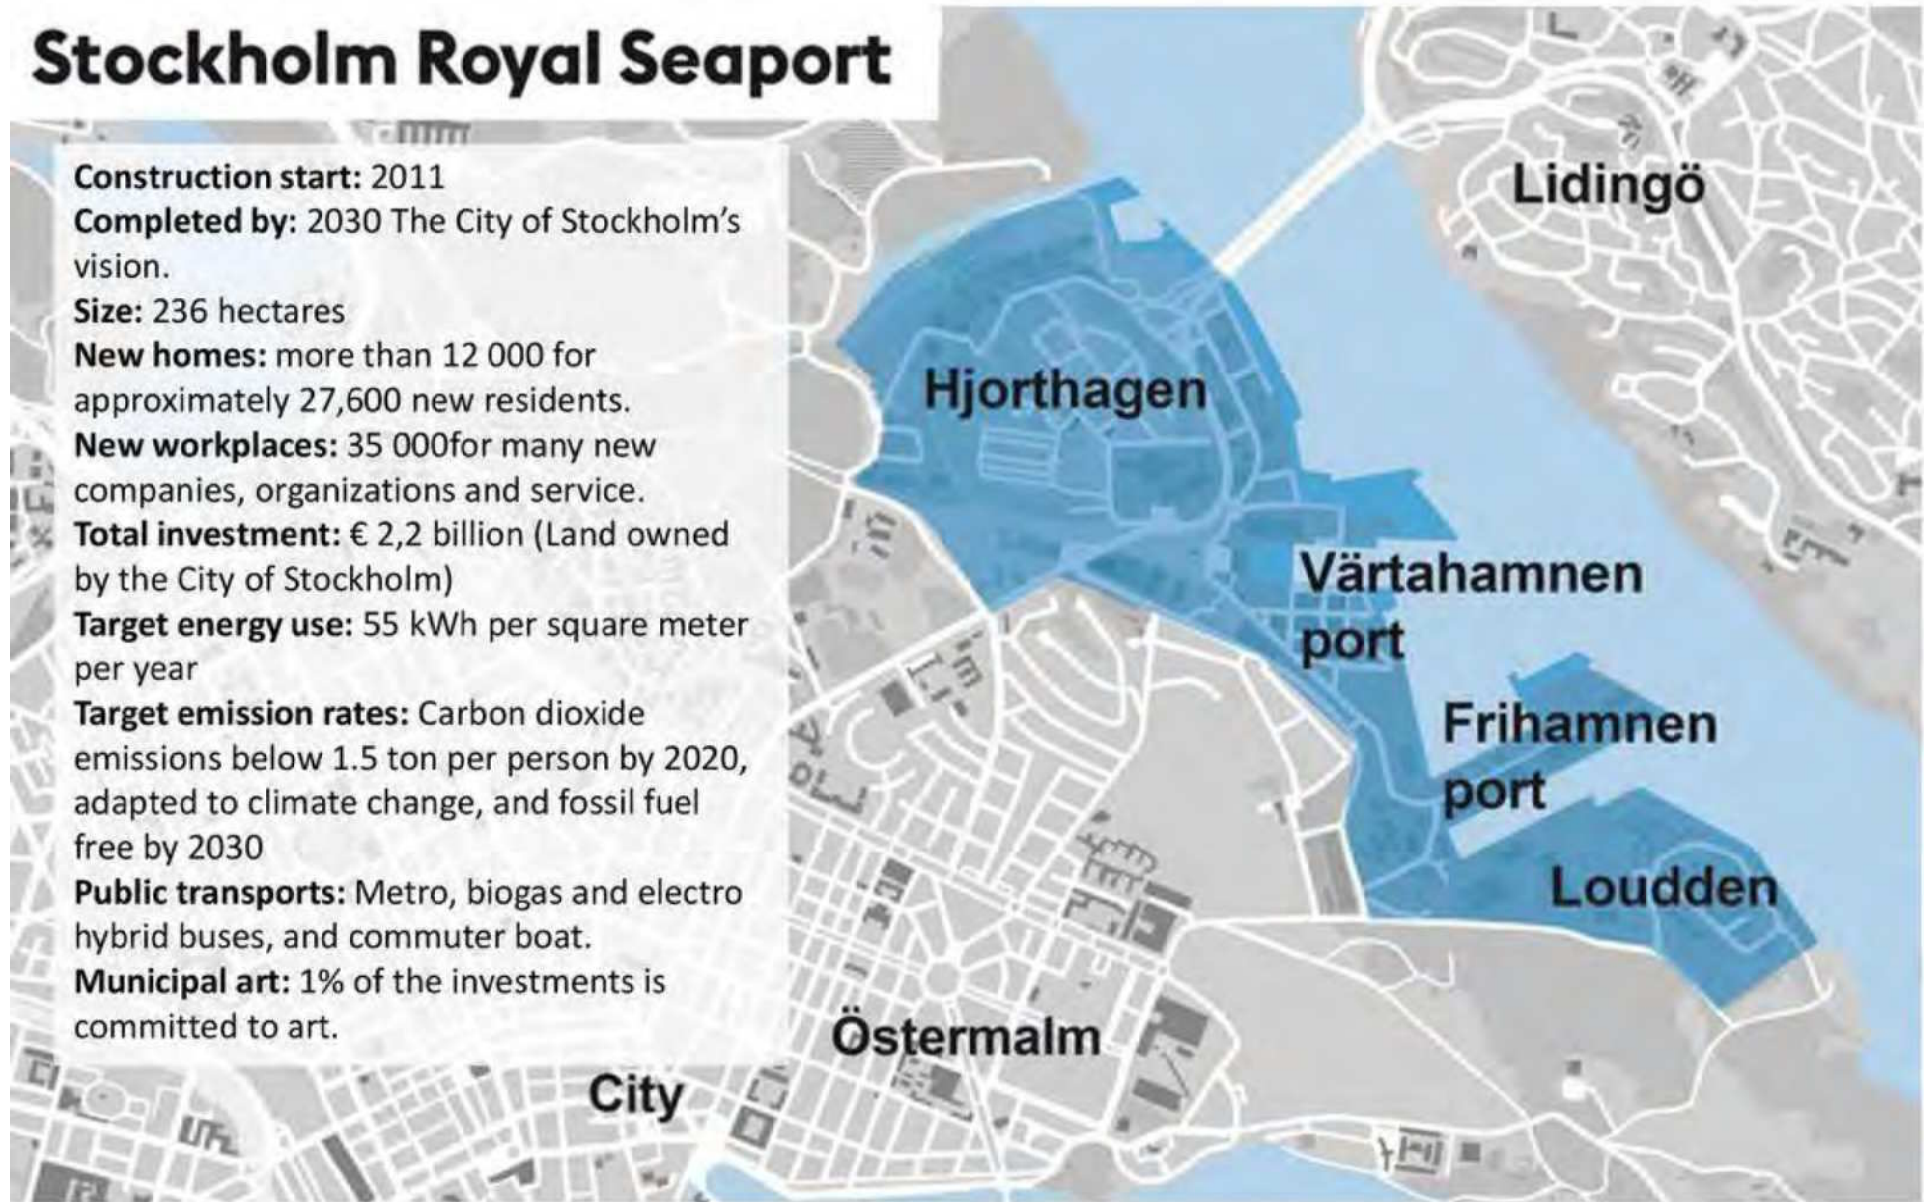 Stockholm Royal Seaport
Construction start: 2011
Completed by: 2030 The City of Stockholm's
vision.
Size: 236 hectares
New homes: more than 12 000 for
approximately 27,600 new residents.
New workplaces: 35 000for many new
companies, organizations and service.
Total investment: € 2,2 billion (Land owned
by the City of Stockholm)
Target energy use: 55 kWh per square meter
per year
Target emission rates: Carbon dioxide
emissions below 1.5 ton per person by 2020,
adapted to climate change, and fossil fuel
free by 2030
Public transports: Metro, biogas and electro
hybrid buses, and commuter boat.
Municipal art: 1% of the investments is
committed to art.
Lidingö
Hjorthagen
Värtahamnen
port
Frihamnen
port
Loudden
Östermalm
City